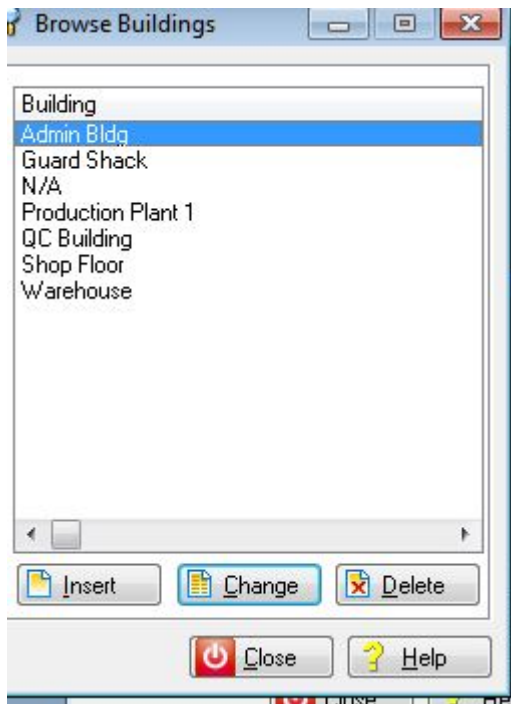 Browse Buildings
Building
Admin Bldg
Guard Shack
N/A
Production Plant 1
QC Building
Shop Floor
Warehouse
Insert Change Delete
Close Help